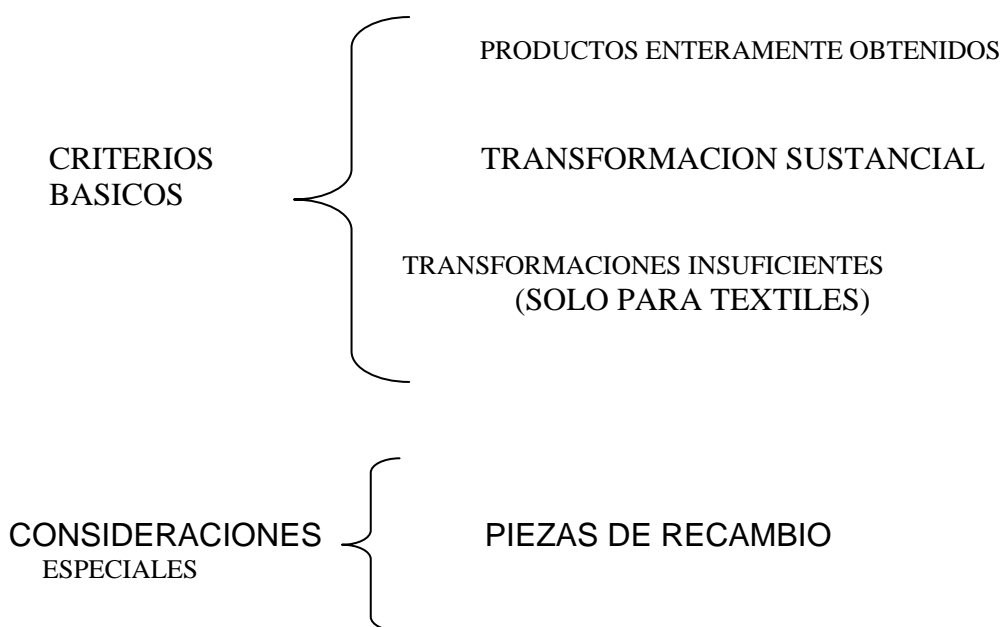 PRODUCTOS ENTERAMENTE OBTENIDOS
CRITERIOS
BASICOS
TRANSFORMACION SUSTANCIAL
TRANSFORMACIONES INSUFICIENTES
(SOLO PARA TEXTILES)
CONSIDERACIONES
ESPECIALES
PIEZAS DE RECAMBIO